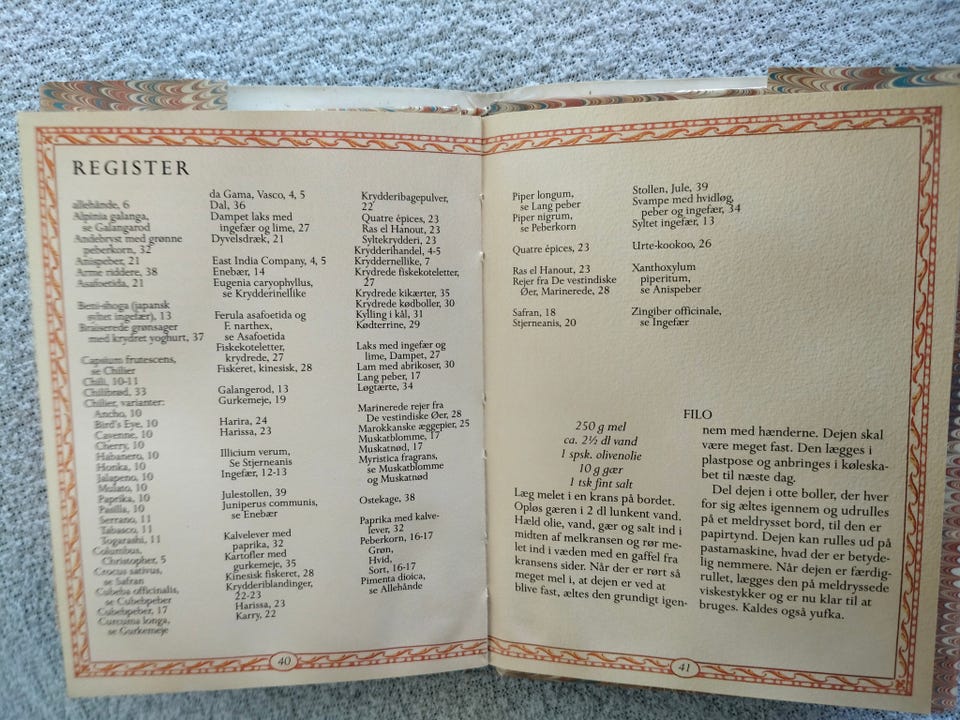 REGISTER
allehånde, 6
Alpinia galanga,
se Galangarod
Andebryst med grønne
peberkorn, 32
Anispeber, 21
Arme riddere, 38
Asafoetida, 21
Beni-shoga (japansk
syltet ingefær), 13
Braiserede grønsager
med krydret yoghurt, 37
Capsium frutescens,
se Chilier
Chili, 10-11
Chilibrød, 33
Chilier, varianter:
Ancho, 10
Bird's Eye, 10
Cayenne, 10
Cherry, 10
Habanero, 10
Honka, 10
Jalapeno, 10
Mulato, 10
Paprika, 10
Pasilla, 10
Serrano, 11
Tabasco, 11
Togarashi, 11
Columbus,
Christopher, 5
Crocus sativus,
se Safran
Cubeba officinalis,
se Cubebpeber
Cubebpeber, 17
Curcuma longa,
se Gurkemeje
da Gama, Vasco, 4, 5
Dal, 36
Dampet laks med
ingefær og lime, 27
Dyvelsdræk, 21
East India Company, 4, 5
Enebær, 14
Eugenia caryophyllus,
se Krydderinellike
Ferula asafoetida og
F. narthex,
se Asafoetida
Fiskekoteletter,
krydrede, 27
Fiskeret, kinesisk, 28
Galangerod, 13
Gurkemeje, 19
Harira, 24
Harissa, 23
Illicium verum,
Se Stjerneanis
Ingefær, 12-13
Julestollen, 39
Juniperus communis,
se Enebær
Kalvelever med
paprika, 32
Kartofler med
gurkemeje, 35
Kinesisk fiskeret, 28
Krydderiblandinger,
22-23
Harissa, 23
Karry, 22
Krydderibagepulver,
22
Quatre épices, 23
Ras el Hanout, 23
Syltekrydderi, 23
Krydderihandel, 4-5
Kryddernellike, 7
Krydrede fiskekoteletter,
27
Krydrede kikærter, 35
Krydrede kødboller, 30
Kylling i kål, 31
Kødterrine, 29
Laks med ingefær og
lime, Dampet, 27
Lam med abrikoser, 30
Lang peber, 17
Løgtærte, 34
Marinerede rejer fra
De vestindiske Øer, 28
Marokkanske æggepier, 25
Muskatblomme, 17
Muskatnød, 17
Myristica fragrans,
se Muskatblomme
og Muskatnød
Ostekage, 38
Paprika med kalve-
lever, 32
Peberkorn, 16-17
Grøn,
Hvid,
Sort, 16-17
Pimenta dioica,
se Allehånde
40
Piper longum,
se Lang peber
Piper nigrum,
se Peberkorn
Quatre épices, 23
Ras el Hanout, 23
Rejer fra De vestindiske
Øer, Marinerede, 28
Safran, 18
Stjerneanis, 20
Stollen, Jule, 39
Svampe med hvidløg,
peber og ingefær, 34
Syltet ingefær, 13
Urte-kookoo, 26
Xanthoxylum
piperitum,
se Anispeber
Zingiber officinale,
se Ingefær
FILO
250 g mel
ca. 2½ dl vand
1 spsk. olivenolie
10 g gær
1 tsk fint salt
Læg melet i en krans på bordet.
Opløs gæren i 2 dl lunkent vand.
Hæld olie, vand, gær og salt ind i
midten af melkransen og rør me-
let ind i væden med en gaffel fra
kransens sider. Når der er rørt så
meget mel i, at dejen er ved at
blive fast, æltes den grundigt igen-
nem med hænderne. Dejen skal
være meget fast. Den lægges i
plastpose og anbringes i køleska-
bet til næste dag.
Del dejen i otte boller, der hver
for sig æltes igennem og udrulles
på et meldrysset bord, til den er
papirtynd. Dejen kan rulles ud på
pastamaskine, hvad der er betyde-
lig nemmere. Når dejen er færdig-
rullet, lægges den på meldryssede
viskestykker og er nu klar til at
bruges. Kaldes også yufka.
41